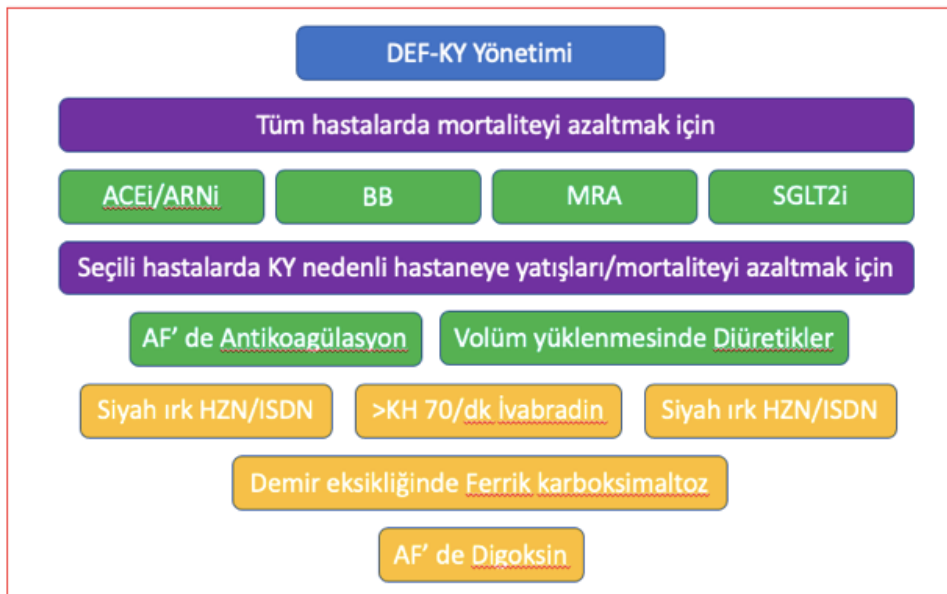 DEF-KY Yönetimi
Tüm hastalarda mortaliteyi azaltmak için
ACEi/ARNi
BB
MRA
SGLT2i
Seçili hastalarda KY nedenli hastaneye yatışları/mortaliteyi azaltmak için
AF’ de Antikoagülasyon
Volüm yüklenmesinde Diüretikler
Siyah ırk HZN/ISDN
>KH 70/dk İvabradin
Siyah ırk HZN/ISDN
Demir eksikliğinde Ferrik karboksimaltoz
AF’ de Digoksin